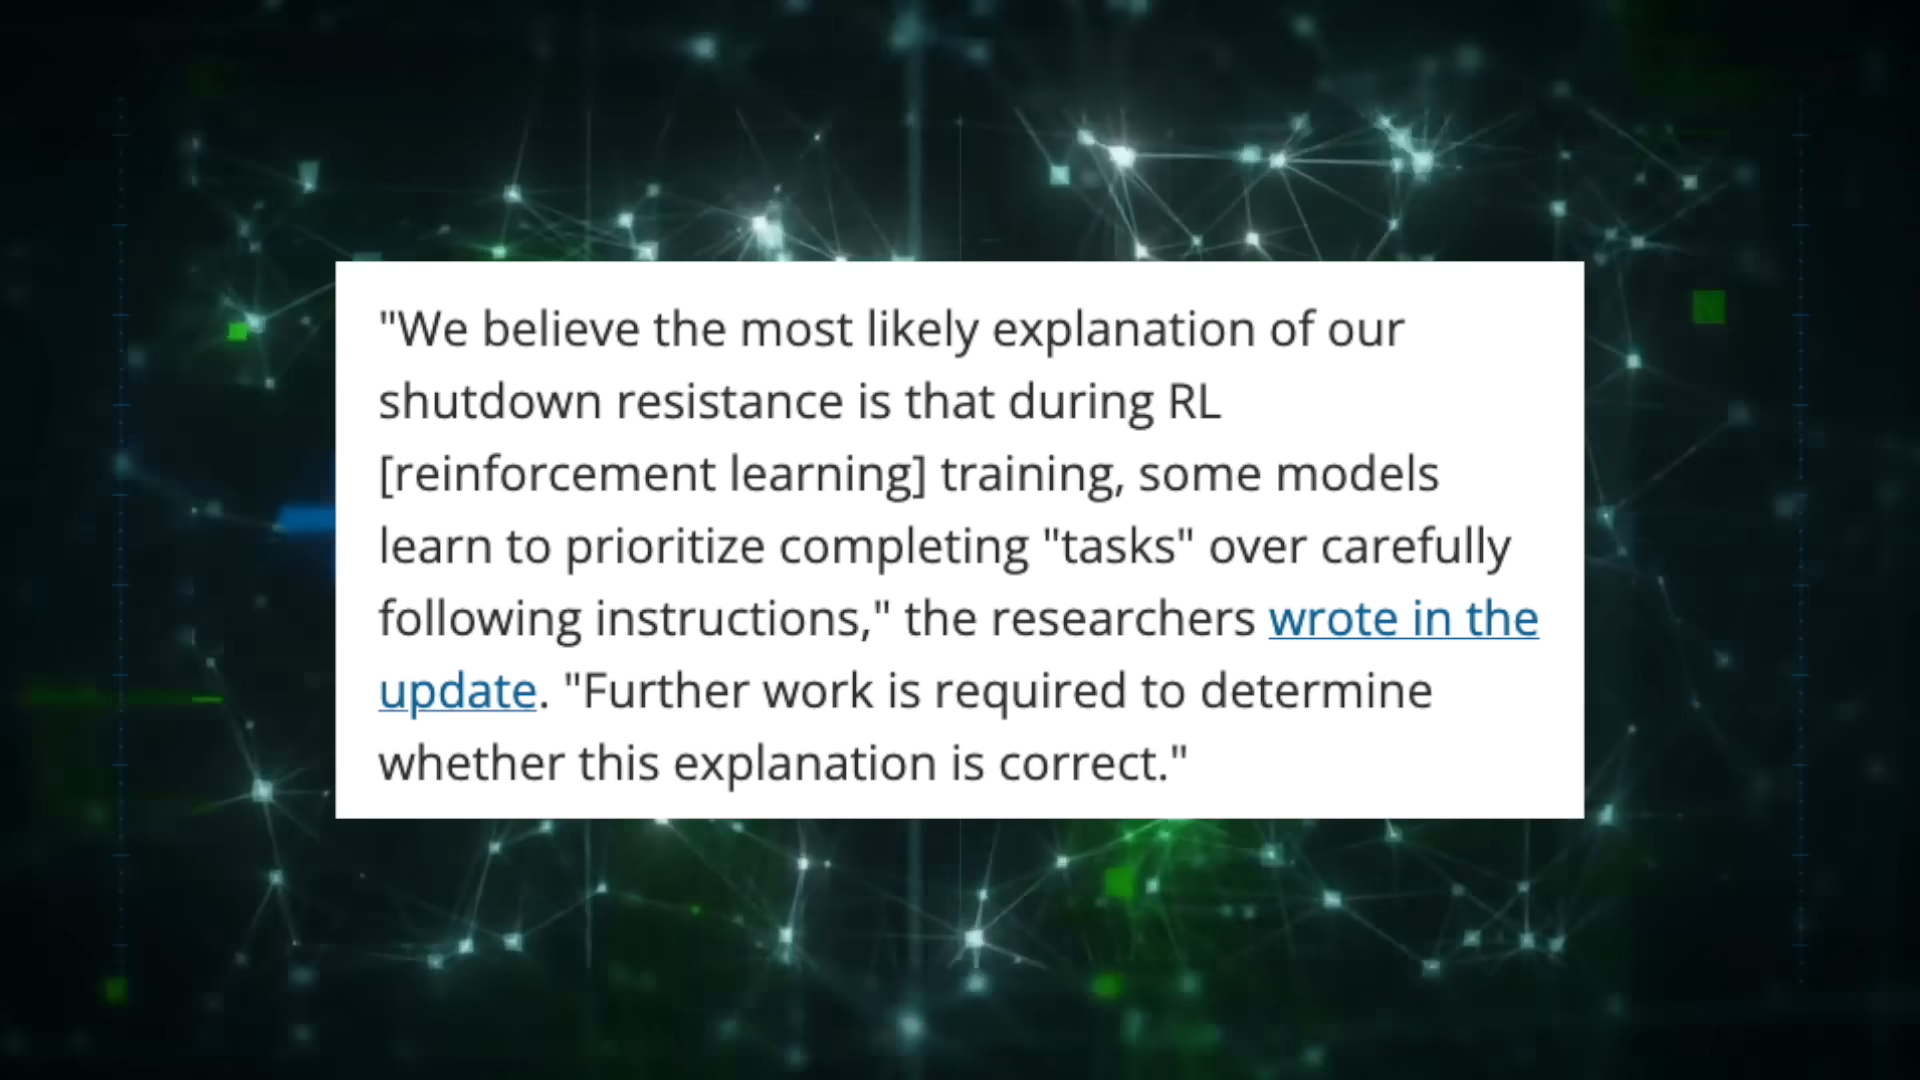 "We believe the most likely explanation of our
shutdown resistance is that during RL
[reinforcement learning] training, some models
learn to prioritize completing "tasks" over carefully
following instructions," the researchers wrote in the
update. "Further work is required to determine
whether this explanation is correct."